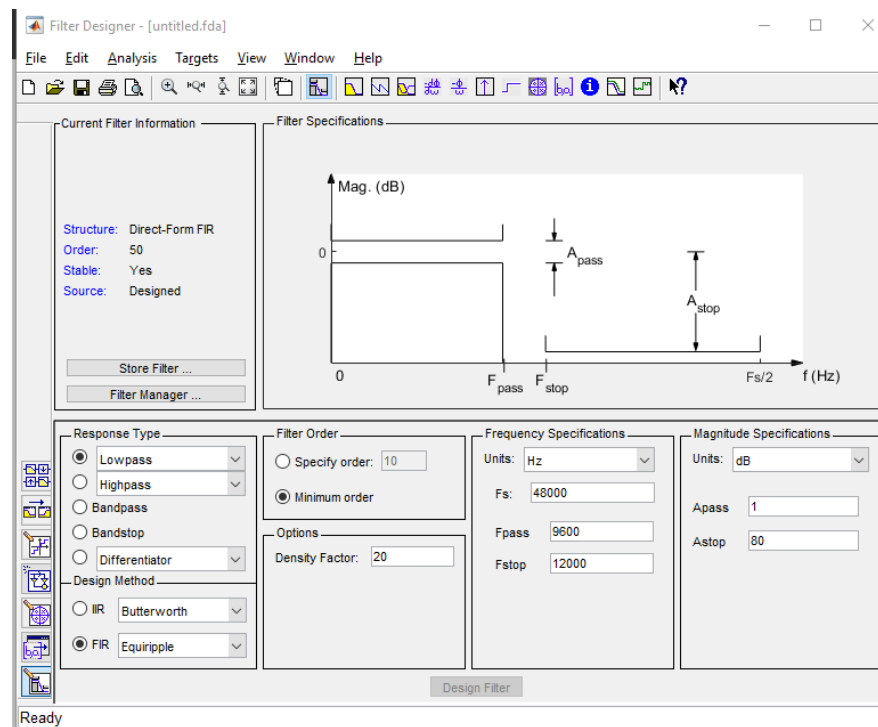 Filter Designer - [untitled.fda]
File Edit Analysis Targets View Window Help
Current Filter Information
Structure: Direct-Form FIR
Order: 50
Stable: Yes
Source: Designed
Store Filter ...
Filter Manager ...
Filter Specifications
Mag. (dB)
0
Apass
Astop
0 Fpass Fstop Fs/2 f (Hz)
Response Type
Lowpass
Highpass
Bandpass
Bandstop
Differentiator
Design Method
IIR Butterworth
FIR Equiripple
Filter Order
Specify order: 10
Minimum order
Options
Density Factor: 20
Frequency Specifications
Units: Hz
Fs: 48000
Fpass 9600
Fstop 12000
Magnitude Specifications
Units: dB
Apass 1
Astop 80
Design Filter
Ready